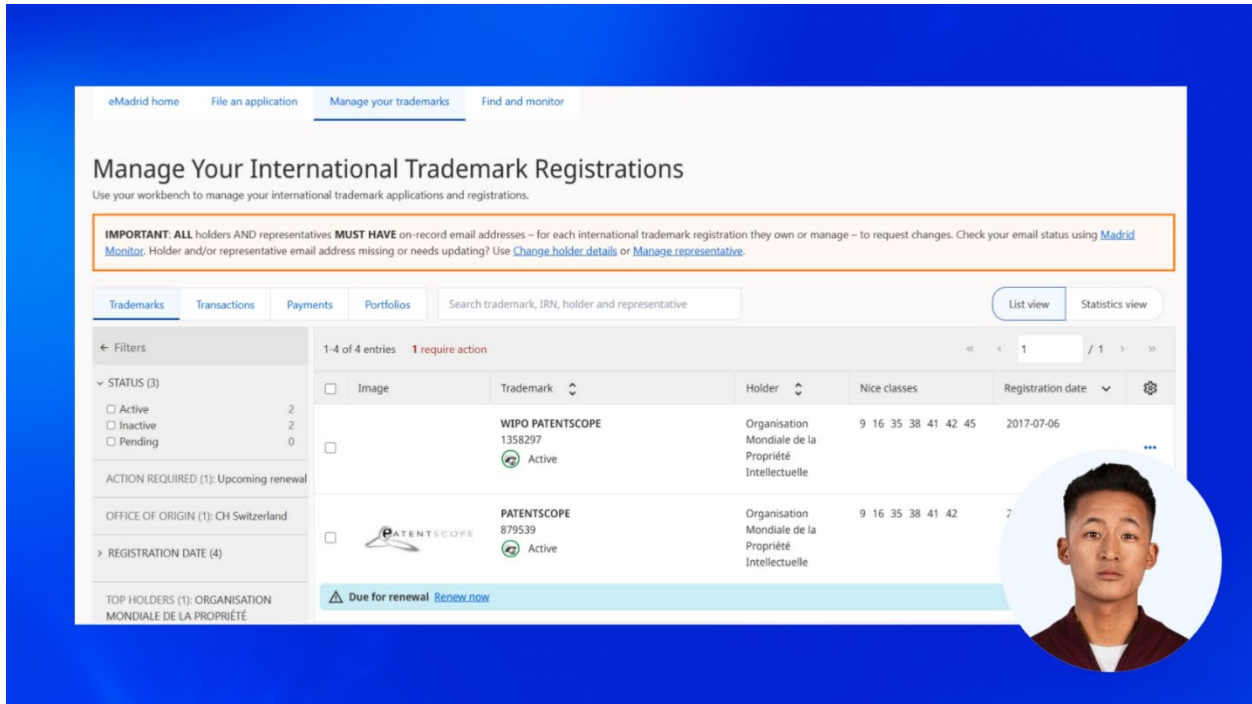 eMadrid home File an application Manage your trademarks Find and monitor
Manage Your International Trademark Registrations
Use your workbench to manage your international trademark applications and registrations.
IMPORTANT: ALL holders AND representatives MUST HAVE on-record email addresses – for each international trademark registration they own or manage – to request changes. Check your email status using Madrid
Monitor. Holder and/or representative email address missing or needs updating? Use Change holder details or Manage representative.
Trademarks Transactions Payments Portfolios Search trademark, IRN, holder and representative List view Statistics view
← Filters 1-4 of 4 entries 1 require action « < 1 / 1 > »
STATUS (3)
Active 2
Inactive 2
Pending 0
ACTION REQUIRED (1): Upcoming renewal
OFFICE OF ORIGIN (1): CH Switzerland
REGISTRATION DATE (4)
TOP HOLDERS (1): ORGANISATION
MONDIALE DE LA PROPRIÉTÉ
Image Trademark Holder Nice classes Registration date
WIPO PATENTSCOPE
1358297
Active
Organisation
Mondiale de la
Propriété
Intellectuelle
9 16 35 38 41 42 45
2017-07-06
PATENTSCOPE
PATENTSCOPE
879539
Active
Organisation
Mondiale de la
Propriété
Intellectuelle
9 16 35 38 41 42
Due for renewal Renew now